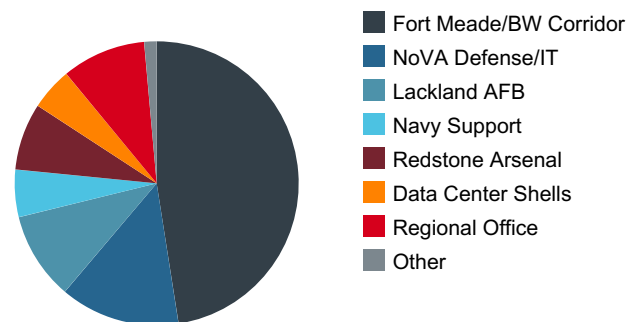 Fort Meade/BW Corridor
NoVA Defense/IT
Lackland AFB
Navy Support
Redstone Arsenal
Data Center Shells
Regional Office
Other